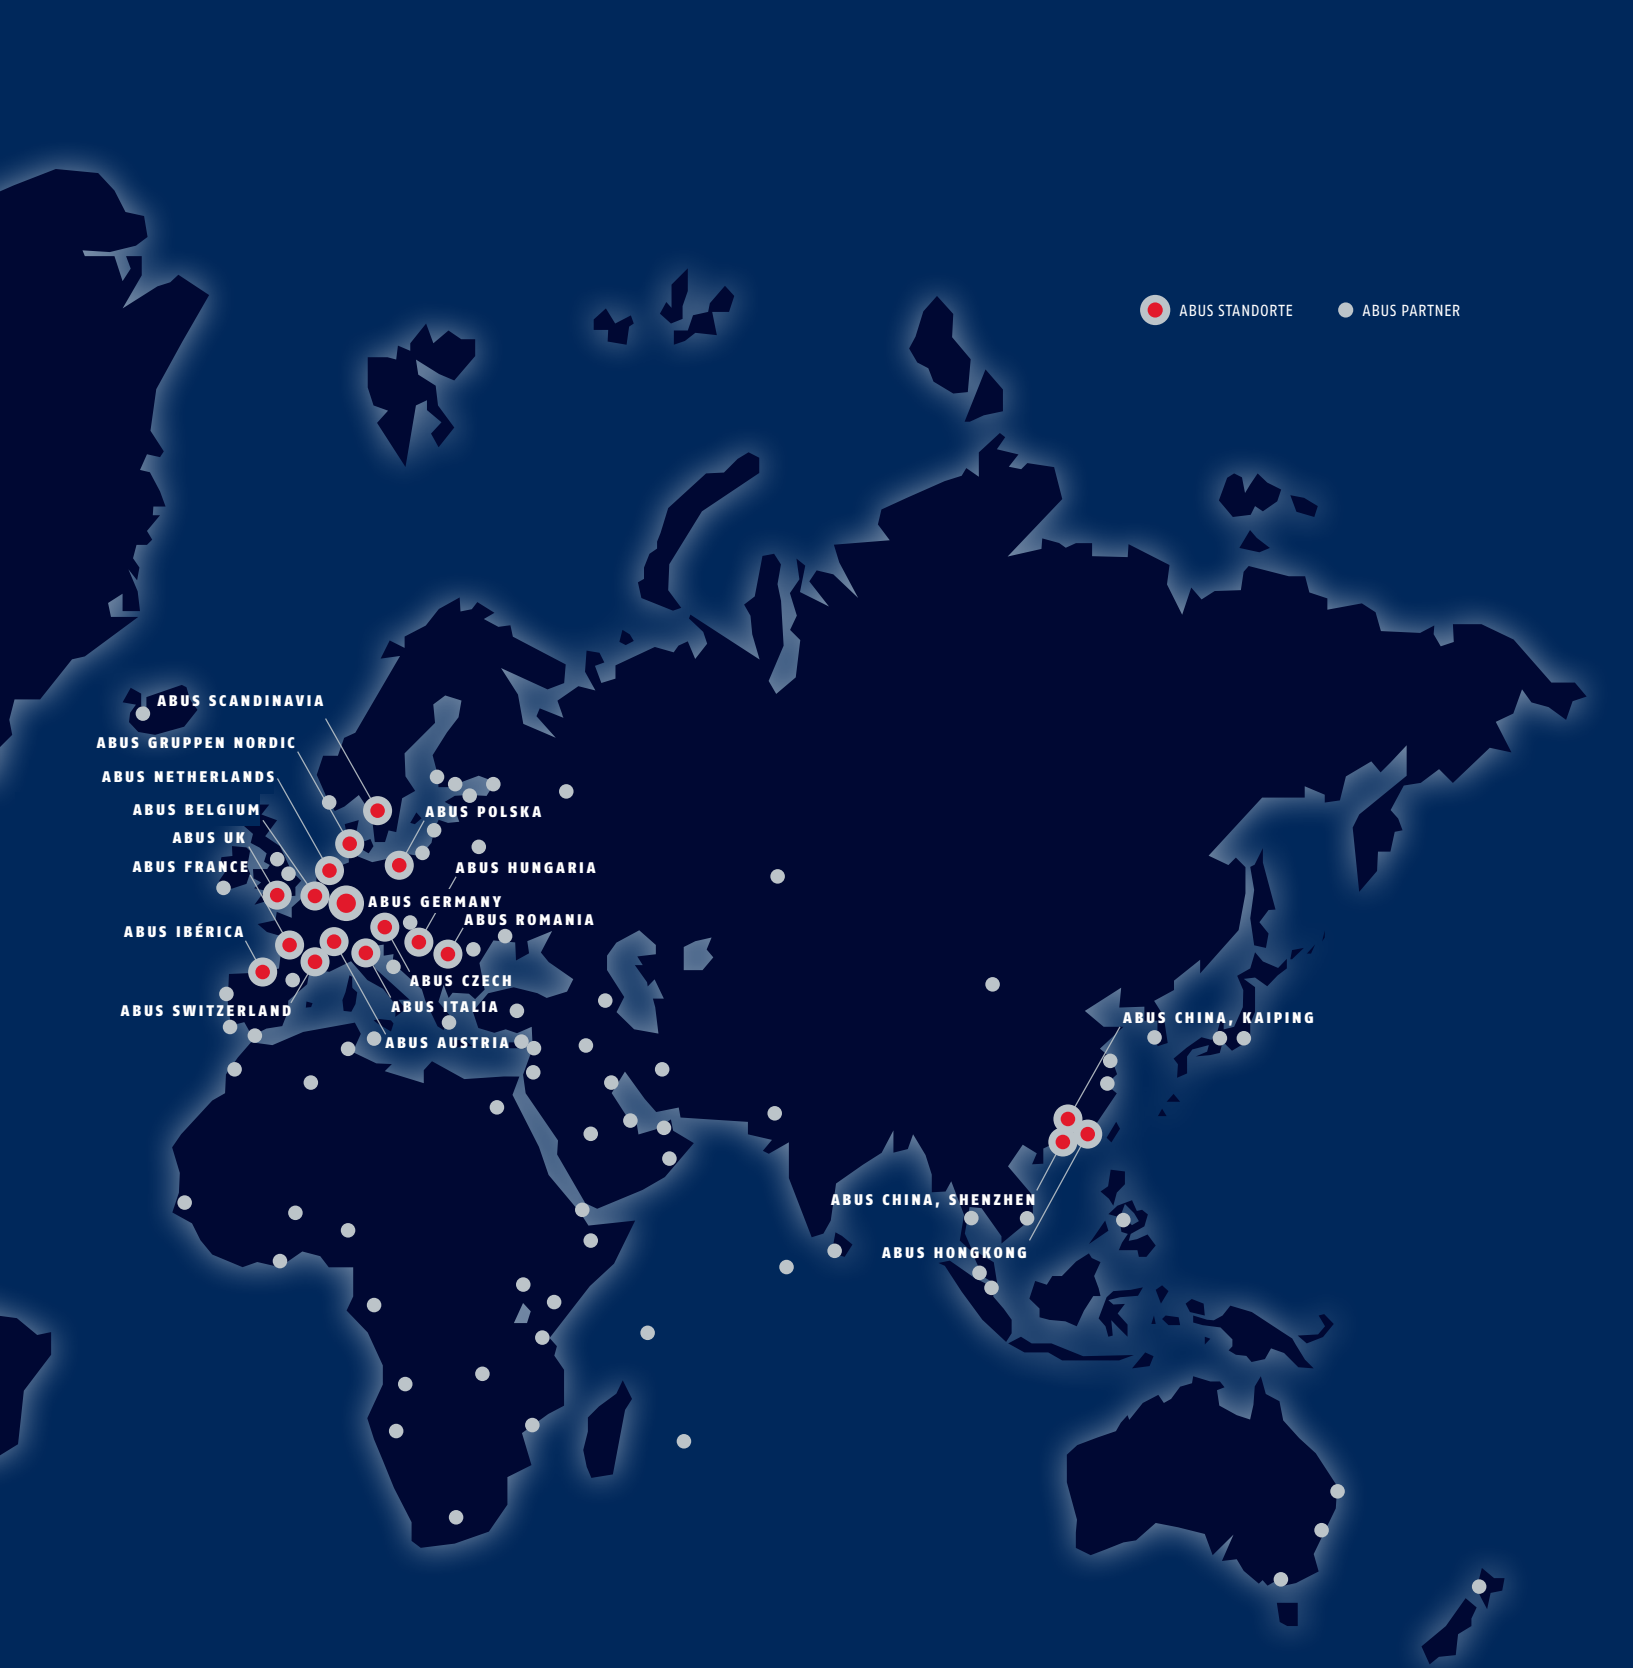 ABUS STANDORTE
ABUS PARTNER
ABUS SCANDINAVIA
ABUS GRUPPEN NORDIC
ABUS NETHERLANDS
ABUS BELGIUM
ABUS POLSKA
ABUS UK
ABUS FRANCE
ABUS HUNGARIA
ABUS GERMANY
ABUS ROMANIA
ABUS IBÉRICA
ABUS CZECH
ABUS ITALIA
ABUS SWITZERLAND
ABUS CHINA, KAIPING
ABUS AUSTRIA
ABUS CHINA, SHENZHEN
ABUS HONGKONG